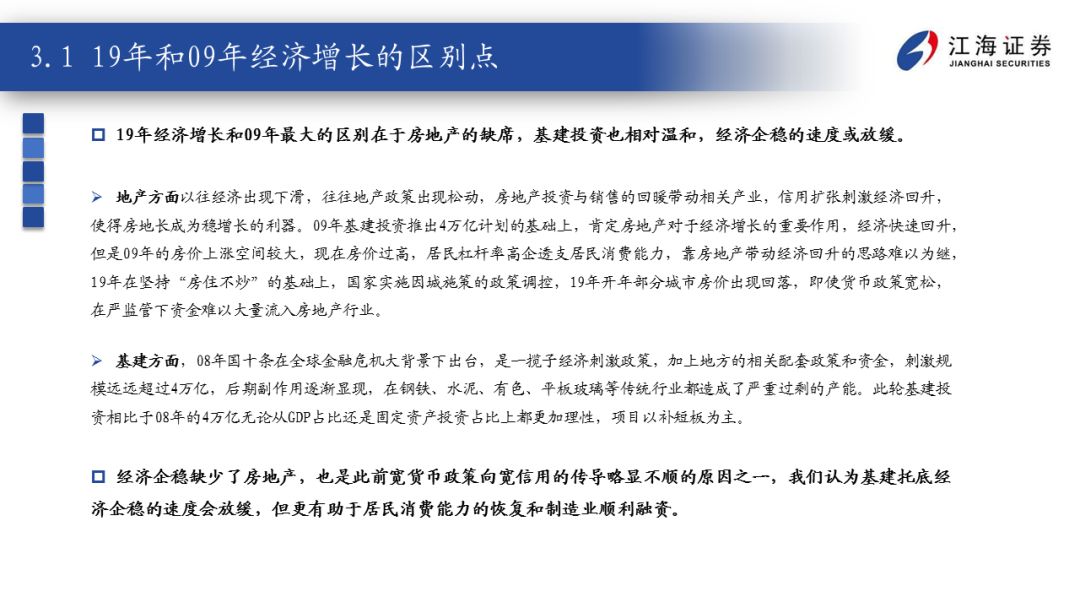 3.1 19年和09年经济增长的区别点
江海证券
JIANGHAI SECURITIES
19年经济增长和09年最大的区别在于房地产的缺席，基建投资也相对温和，经济企稳的速度或放缓。
地产方面以往经济出现下滑，往往地产政策出现松动，房地产投资与销售的回暖带动相关产业，信用扩张刺激经济回升，
使得房地长成为稳增长的利器。09年基建投资推出4万亿计划的基础上，肯定房地产对于经济增长的重要作用，经济快速回升，
但是09年的房价上涨空间较大，现在房价过高，居民杠杆率高企透支居民消费能力，靠房地产带动经济回升的思路难以为继，
19年在坚持“房住不炒”的基础上，国家实施因城施策的政策调控，19年开年部分城市房价出现回落，即使货币政策宽松，
在严监管下资金难以大量流入房地产行业。
基建方面，08年国十条在全球金融危机大背景下出台，是一揽子经济刺激政策，加上地方的相关配套政策和资金，刺激规
模远远超过4万亿，后期副作用逐渐显现，在钢铁、水泥、有色、平板玻璃等传统行业都造成了严重过剩的产能。此轮基建投
资相比于08年的4万亿无论从GDP占比还是固定资产投资占比上都更加理性，项目以补短板为主。
经济企稳缺少了房地产，也是此前宽货币政策向宽信用的传导略显不顺的原因之一，我们认为基建托底经
济企稳的速度会放缓，但更有助于居民消费能力的恢复和制造业顺利融资。